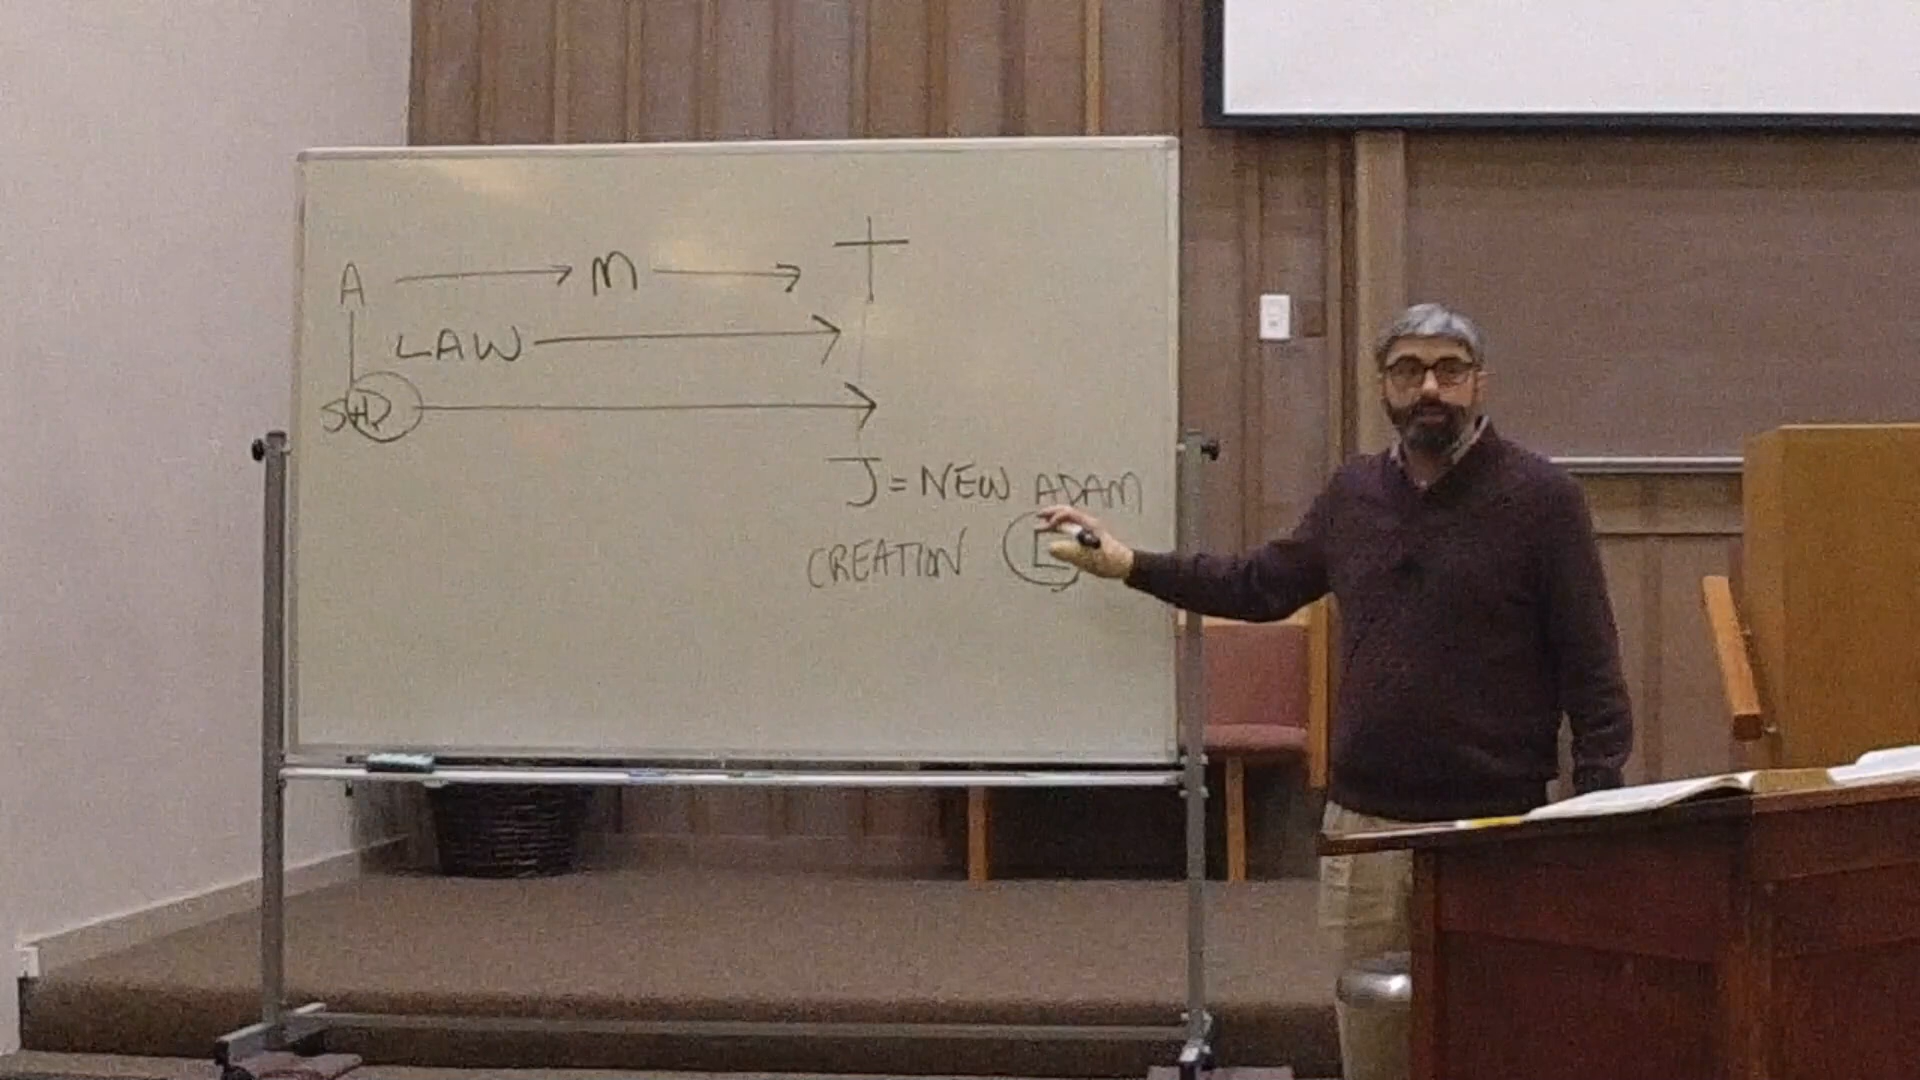 A → M →
LAW →
S+D →
J = NEW ADAM
CREATION E